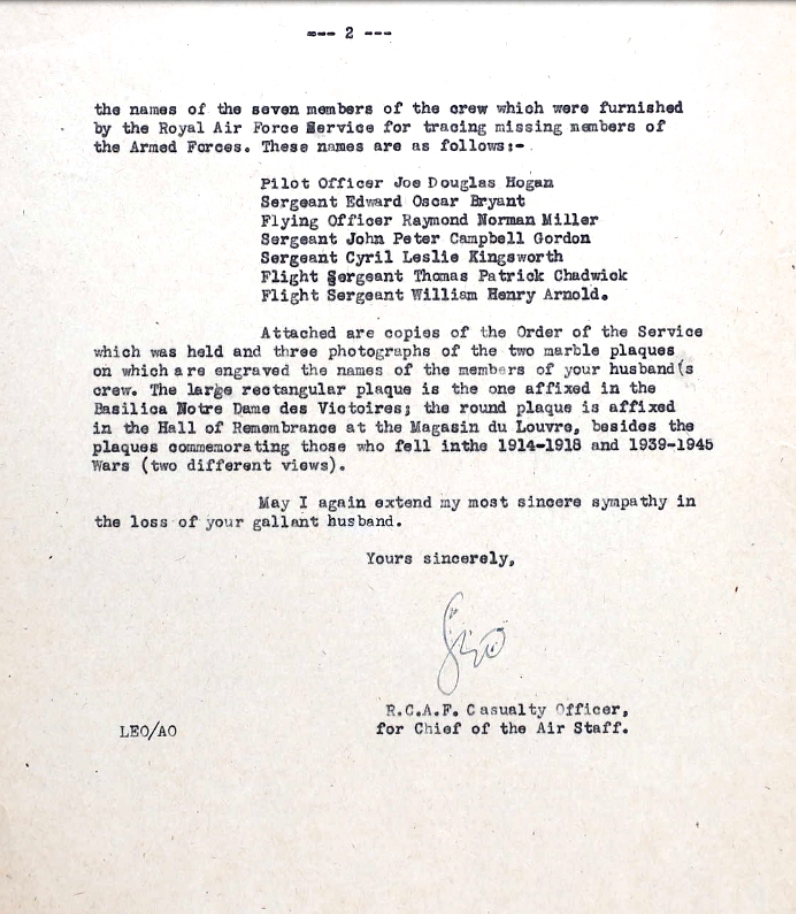 --- 2 ---
the names of the seven members of the crew which were furnished
by the Royal Air Force Service for tracing missing members of
the Armed Forces. These names are as follows:-
Pilot Officer Joe Douglas Hogan
Sergeant Edward Oscar Bryant
Flying Officer Raymond Norman Miller
Sergeant John Peter Campbell Gordon
Sergeant Cyril Leslie Kingsworth
Flight Sergeant Thomas Patrick Chadwick
Flight Sergeant William Henry Arnold.
Attached are copies of the Order of the Service
which was held and three photographs of the two marble plaques
on which are engraved the names of the members of your husband(s
crew. The large rectangular plaque is the one affixed in the
Basilica Notre Dame des Victoires; the round plaque is affixed
in the Hall of Remembrance at the Magasin du Louvre, besides the
plaques commemorating those who fell inthe 1914-1918 and 1939-1945
Wars (two different views).
May I again extend my most sincere sympathy in
the loss of your gallant husband.
Yours sincerely,
R.C.A.F. Casualty Officer,
for Chief of the Air Staff.
LEO/AO